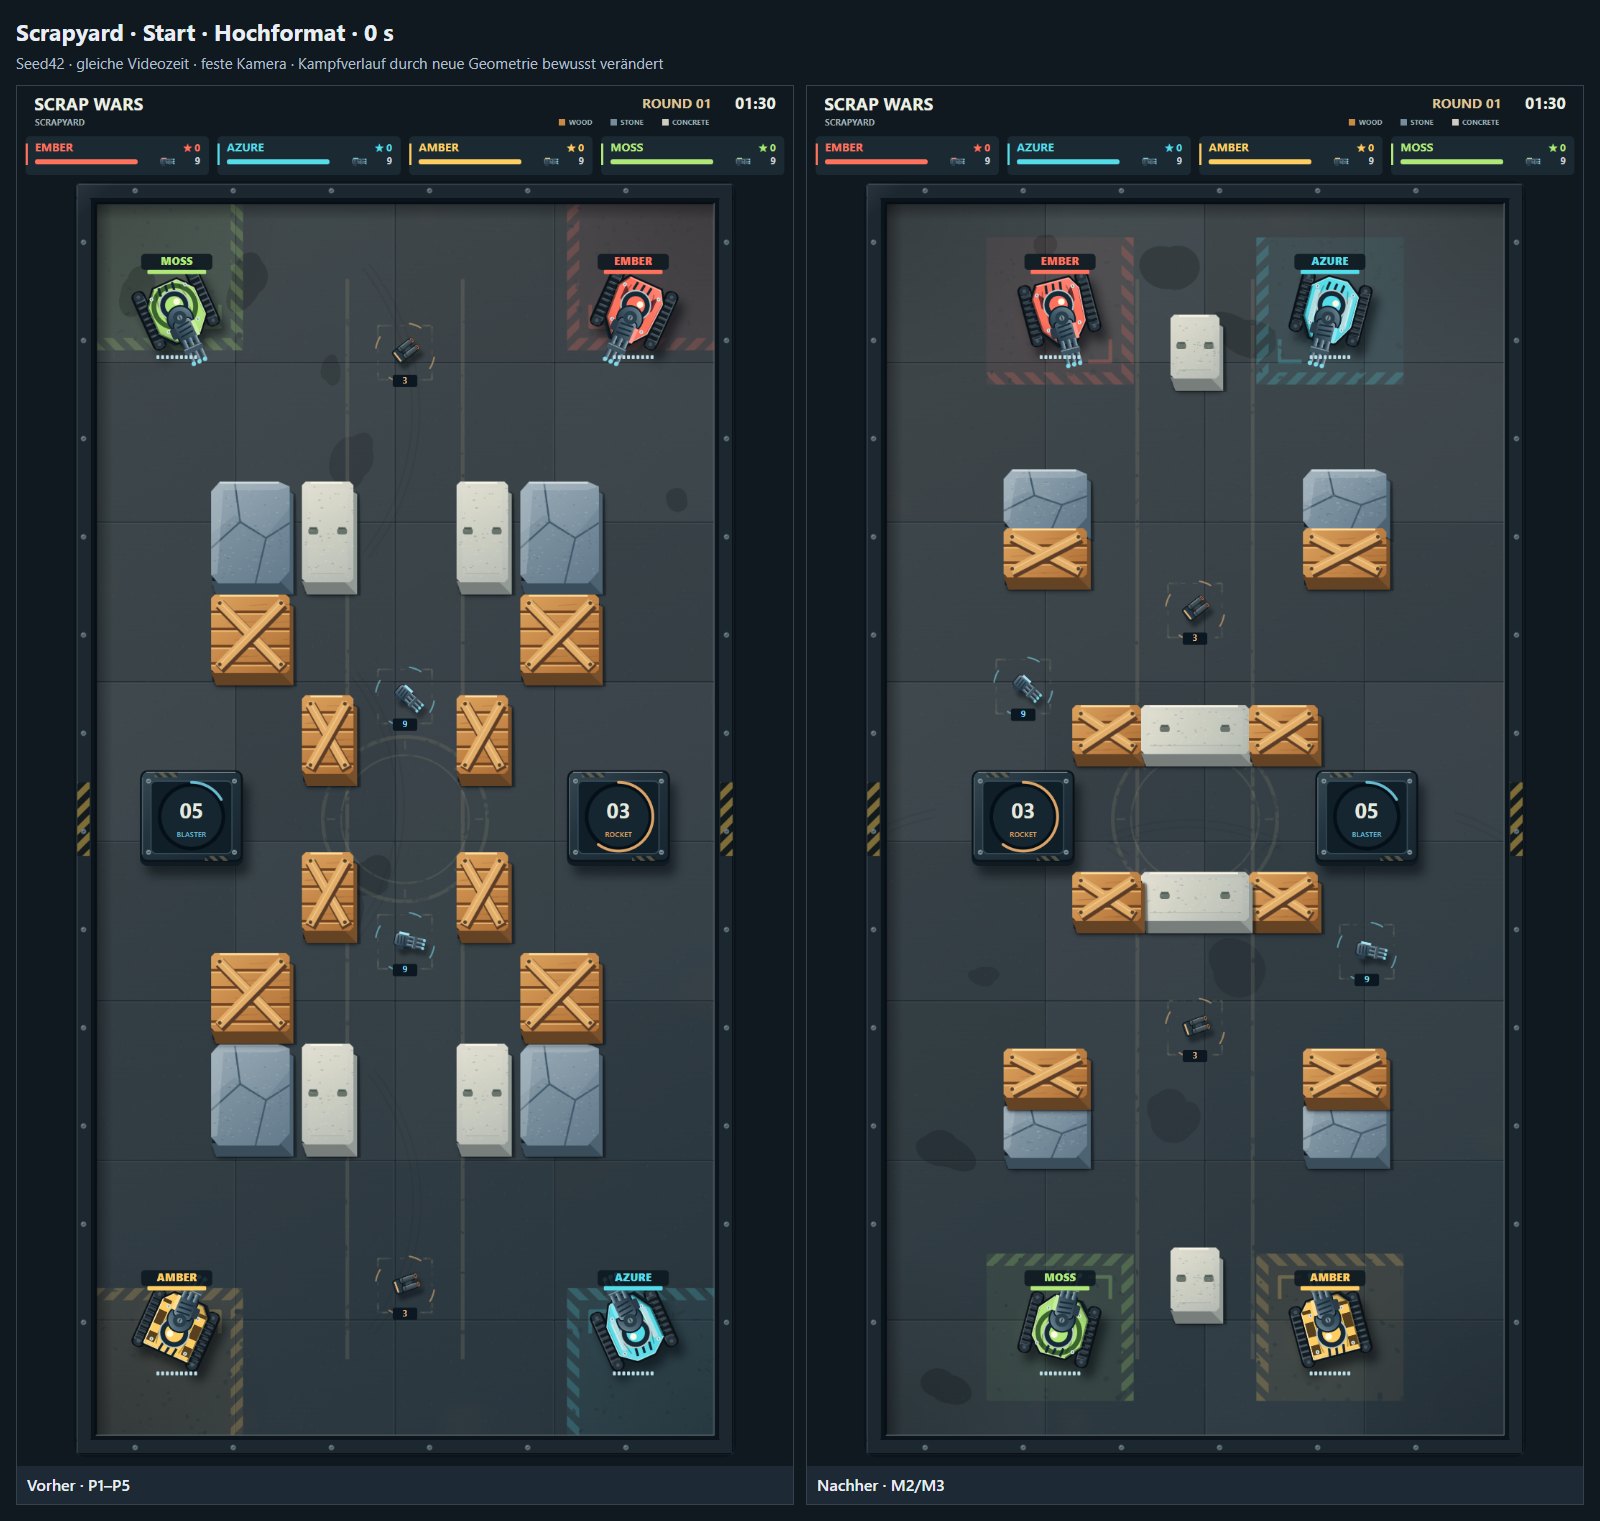 Scrapyard · Start · Hochformat · 0 s
Seed42 · gleiche Videozeit · feste Kamera · Kampfverlauf durch neue Geometrie bewusst verändert
SCRAP WARS
SCRAPYARD
ROUND 01 01:30
WOOD STONE CONCRETE
EMBER ★0
9
AZURE ★0
9
AMBER ★0
9
MOSS ★0
9
MOSS
EMBER
3
9
05
BLASTER
03
ROCKET
9
AMBER
AZURE
3
Vorher · P1–P5
SCRAP WARS
SCRAPYARD
ROUND 01 01:30
WOOD STONE CONCRETE
EMBER ★0
9
AZURE ★0
9
AMBER ★0
9
MOSS ★0
9
EMBER
AZURE
3
9
03
ROCKET
05
BLASTER
9
3
MOSS
AMBER
Nachher · M2/M3